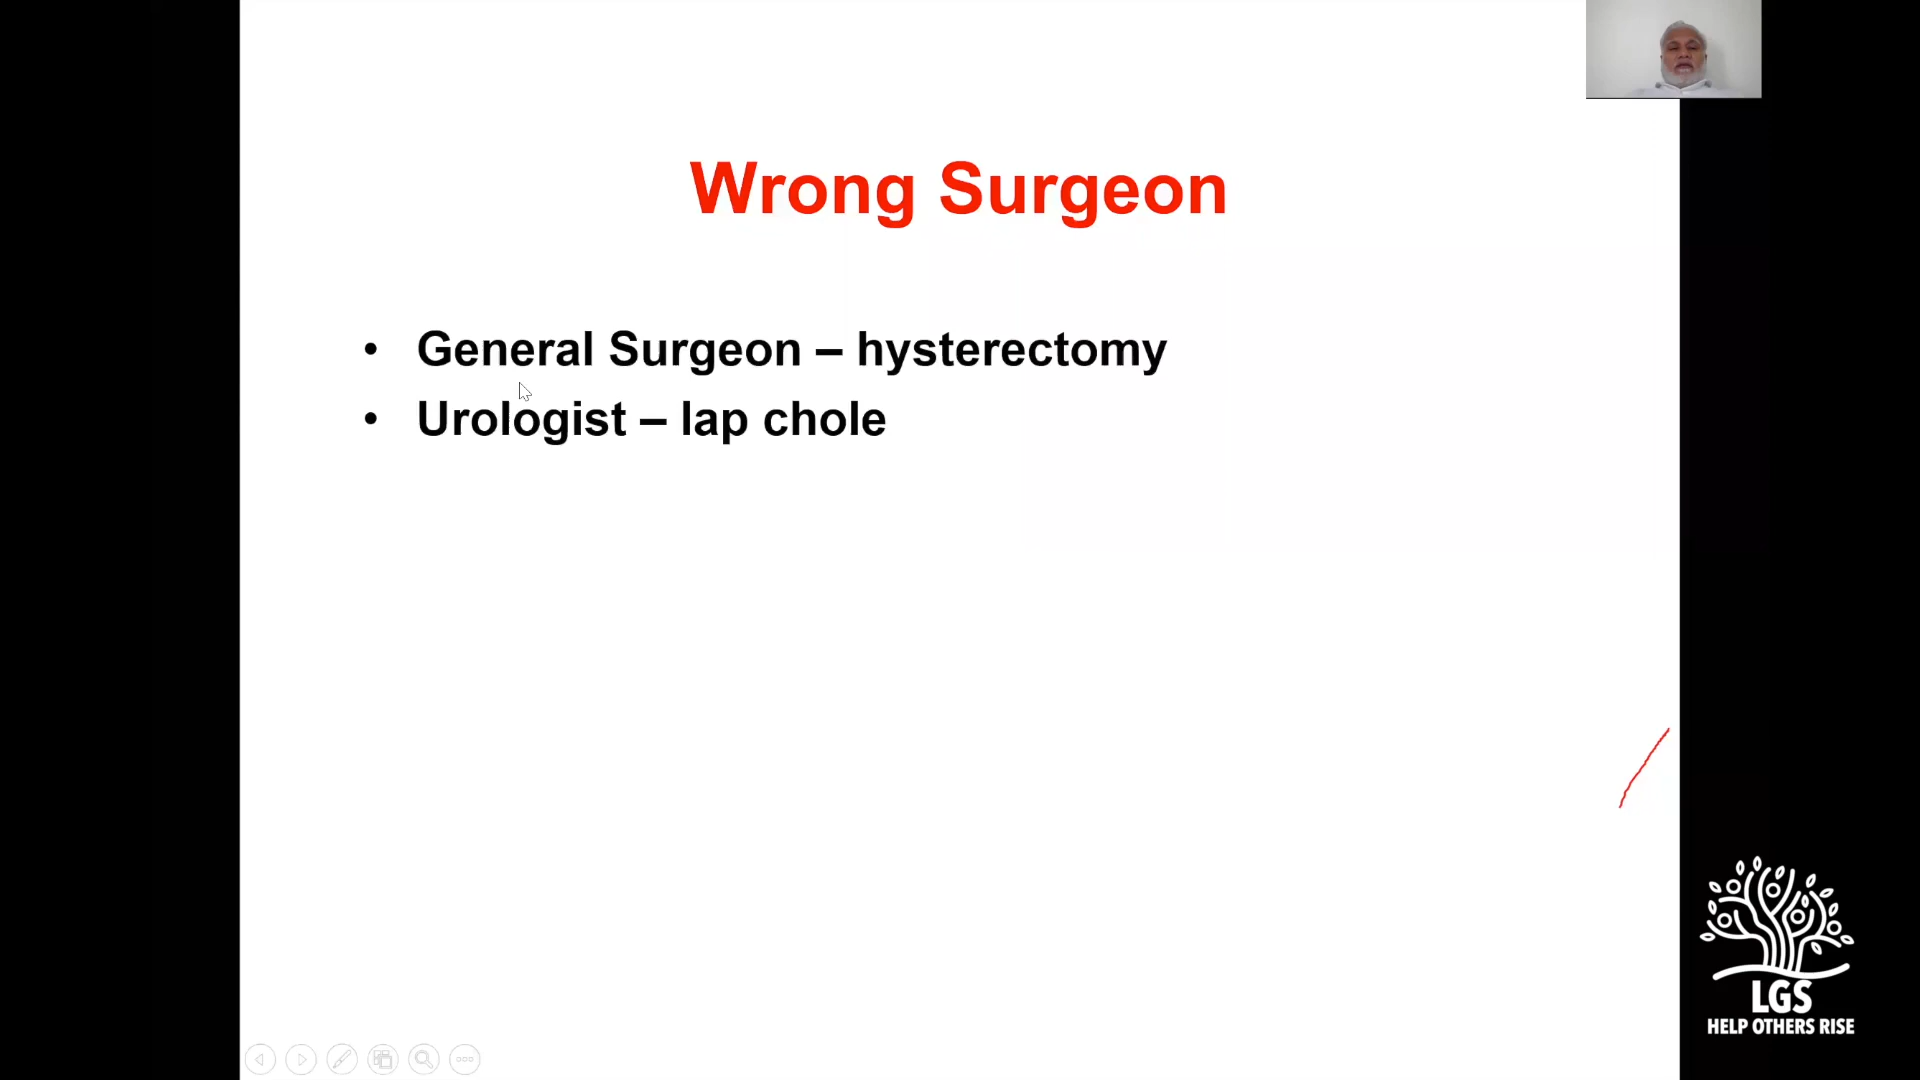 Wrong Surgeon
• General Surgeon – hysterectomy
• Urologist – lap chole
LGS
HELP OTHERS RISE